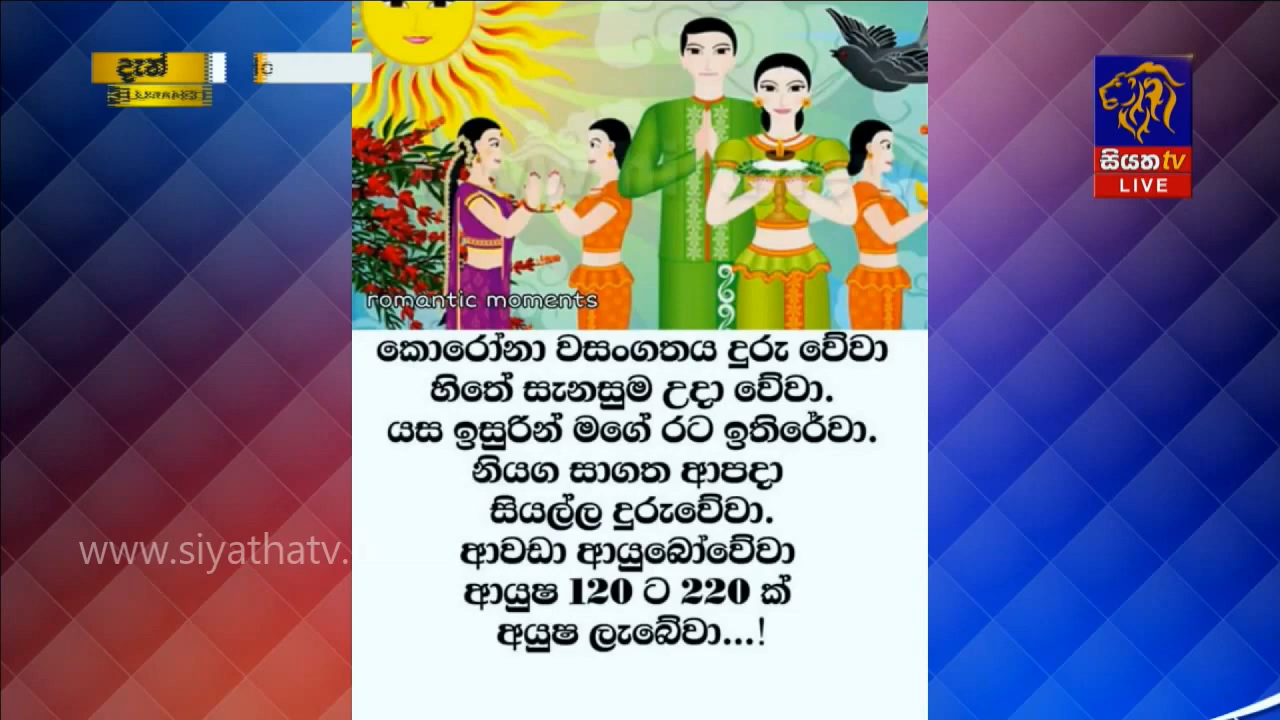 දැන්
සියත tv
LIVE
romantic moments
කොරෝනා වසංගතය දුරු වේවා
හිතේ සැනසුම උදා වේවා.
යස ඉසුරින් මගේ රට ඉතිරේවා.
නියග සාගත ආපදා
සියල්ල දුරුවේවා.
www.siyathatv.
ආවඩා ආයුබෝවේවා
ආයුෂ 120 ට 220 ක්
අයුෂ ලැබේවා...!